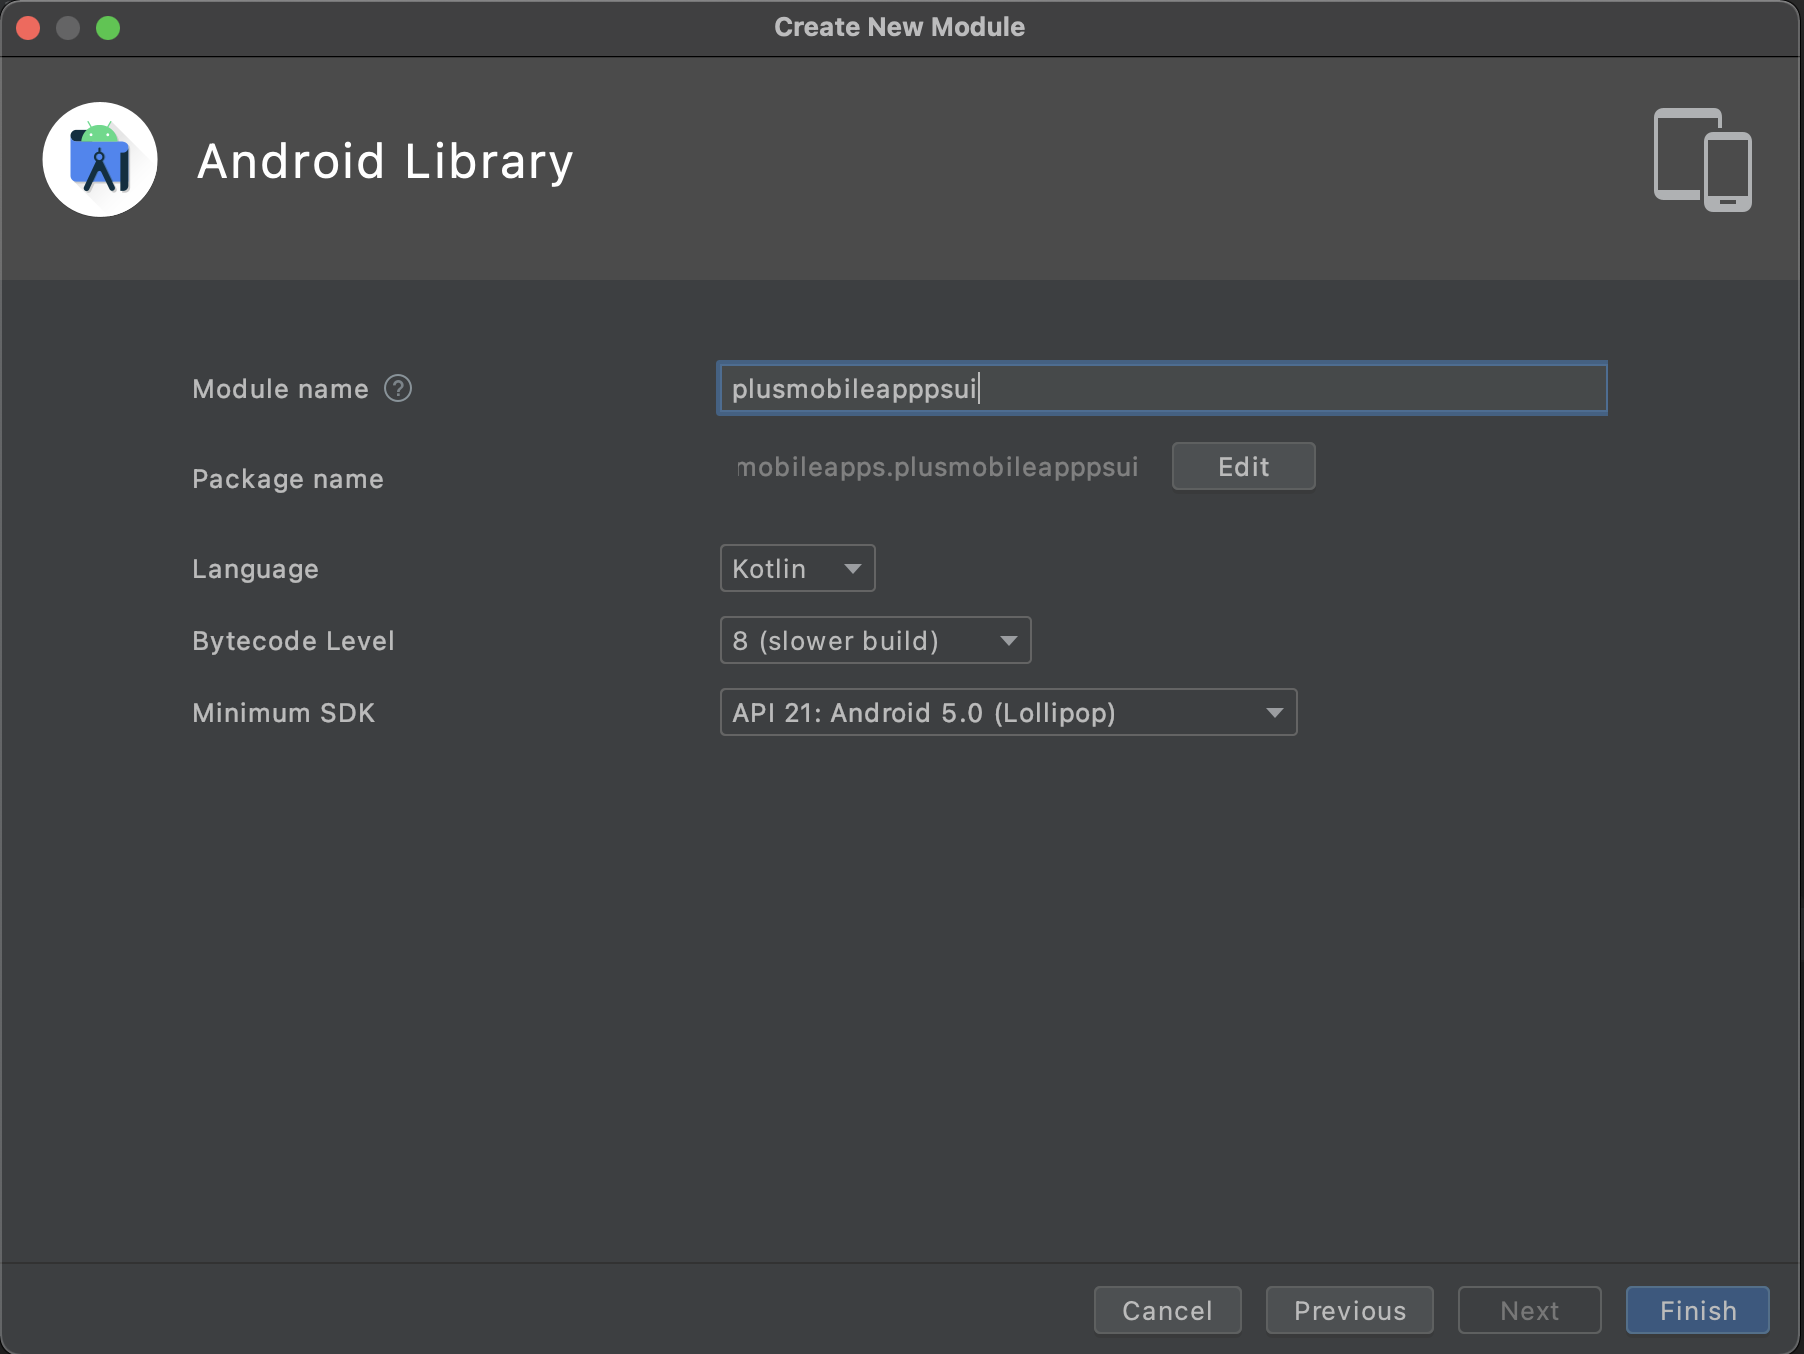 Create New Module
Android Library
Module name ?
plusmobileapppsui
Package name
mobileapps.plusmobileapppsui
Edit
Language
Kotlin
Bytecode Level
8 (slower build)
Minimum SDK
API 21: Android 5.0 (Lollipop)
Cancel
Previous
Next
Finish